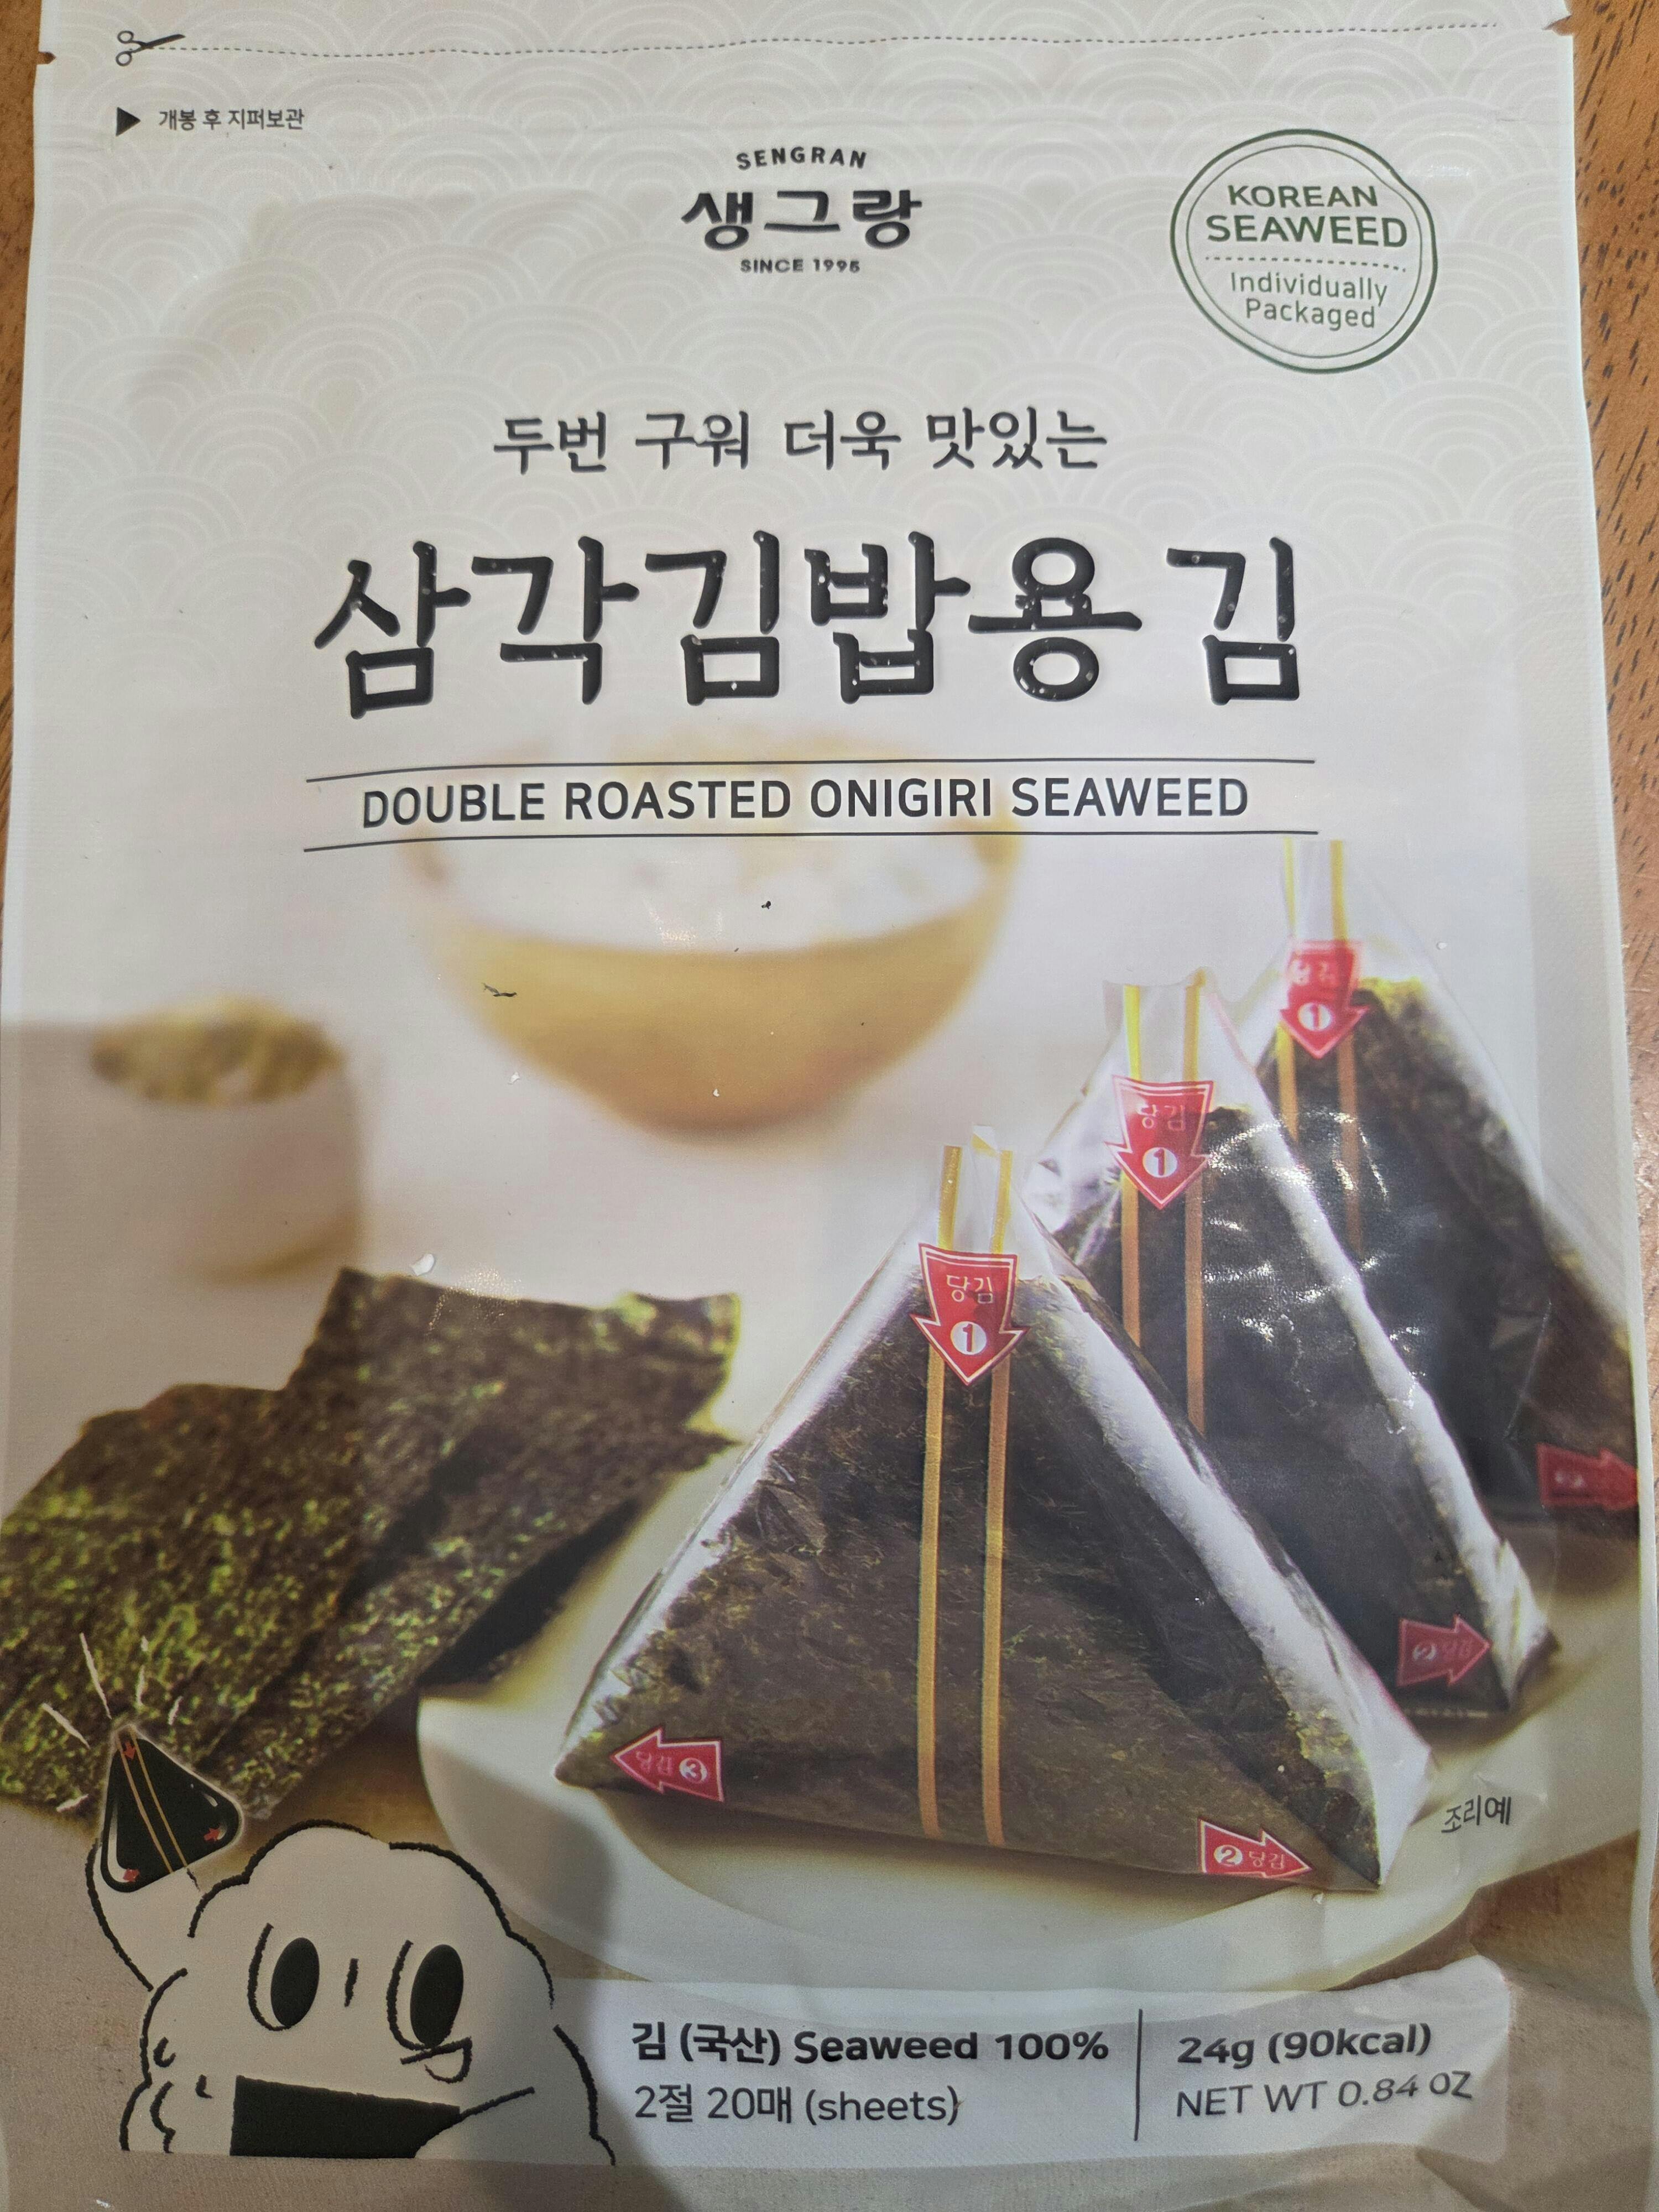 개봉 후 지퍼보관
SENGRAN
생그랑
SINCE 1995
KOREAN
SEAWEED
Individually
Packaged
두번 구워 더욱 맛있는
삼각김밥용 김
DOUBLE ROASTED ONIGIRI SEAWEED
당김
1
당김
1
당김
1
당김 3
2 당김
2 당김
조리예
김 (국산) Seaweed 100%
2절 20매 (sheets)
24g (90kcal)
NET WT 0.84 OZ